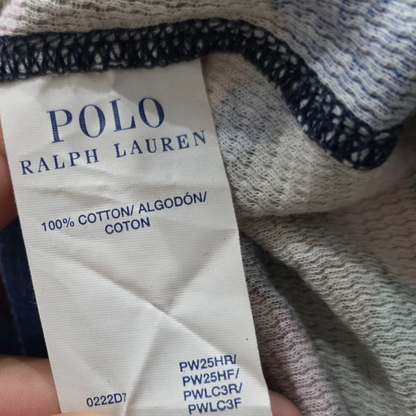 POLO
RALPH LAUREN
100% COTTON/ ALGODÓN/
COTON
PW25HR/
PW25HF/
0222D7 PWLC3R/
PWLC3F